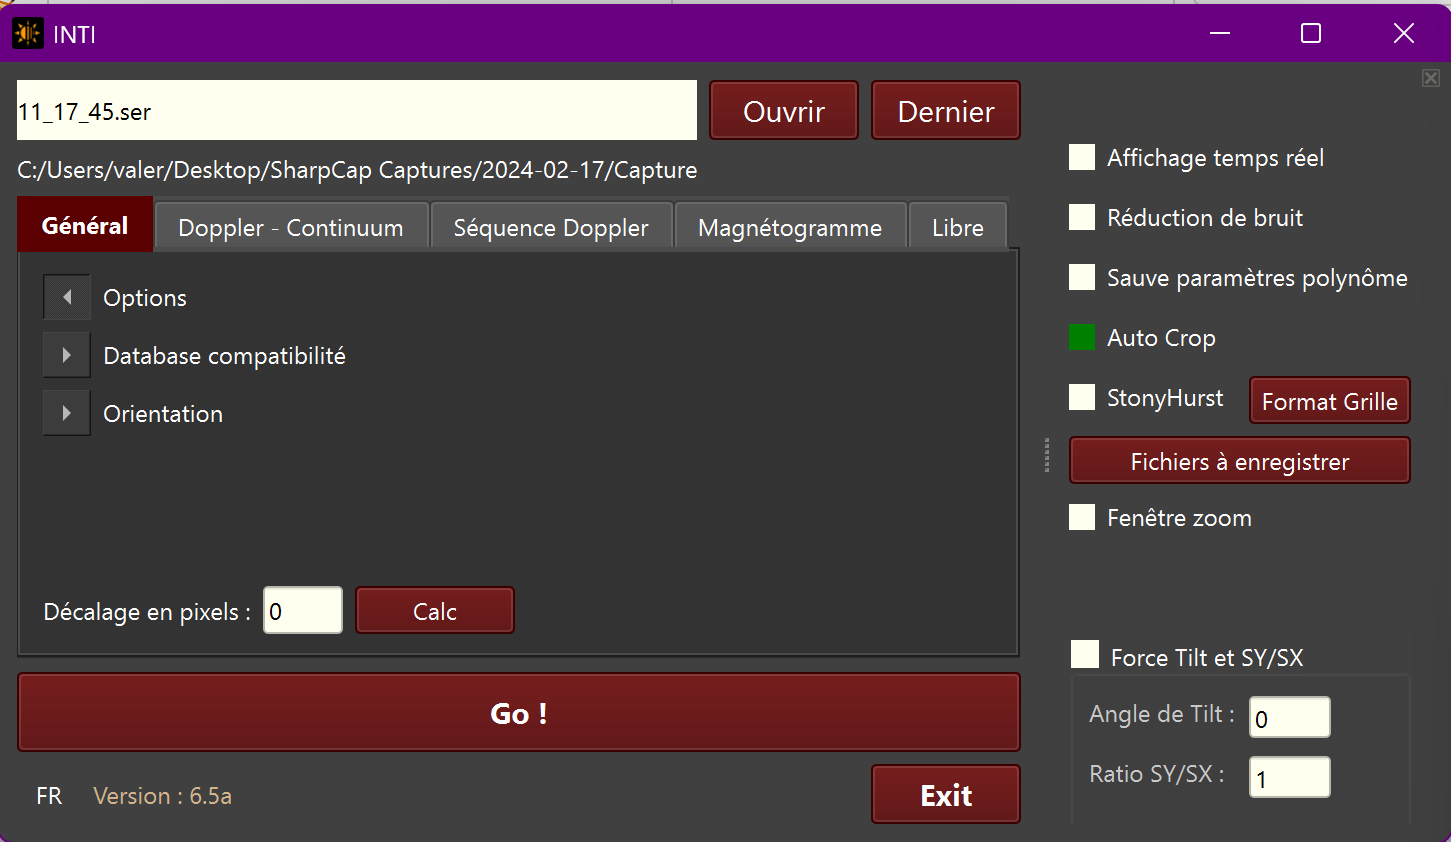 INTI
11_17_45.ser
Ouvrir
Dernier
C:/Users/valer/Desktop/SharpCap Captures/2024-02-17/Capture
Général
Doppler - Continuum
Séquence Doppler
Magnétogramme
Libre
Options
Database compatibilité
Orientation
Décalage en pixels :
0
Calc
Go !
FR
Version : 6.5a
Exit
Affichage temps réel
Réduction de bruit
Sauve paramètres polynôme
Auto Crop
StonyHurst
Format Grille
Fichiers à enregistrer
Fenêtre zoom
Force Tilt et SY/SX
Angle de Tilt :
0
Ratio SY/SX :
1